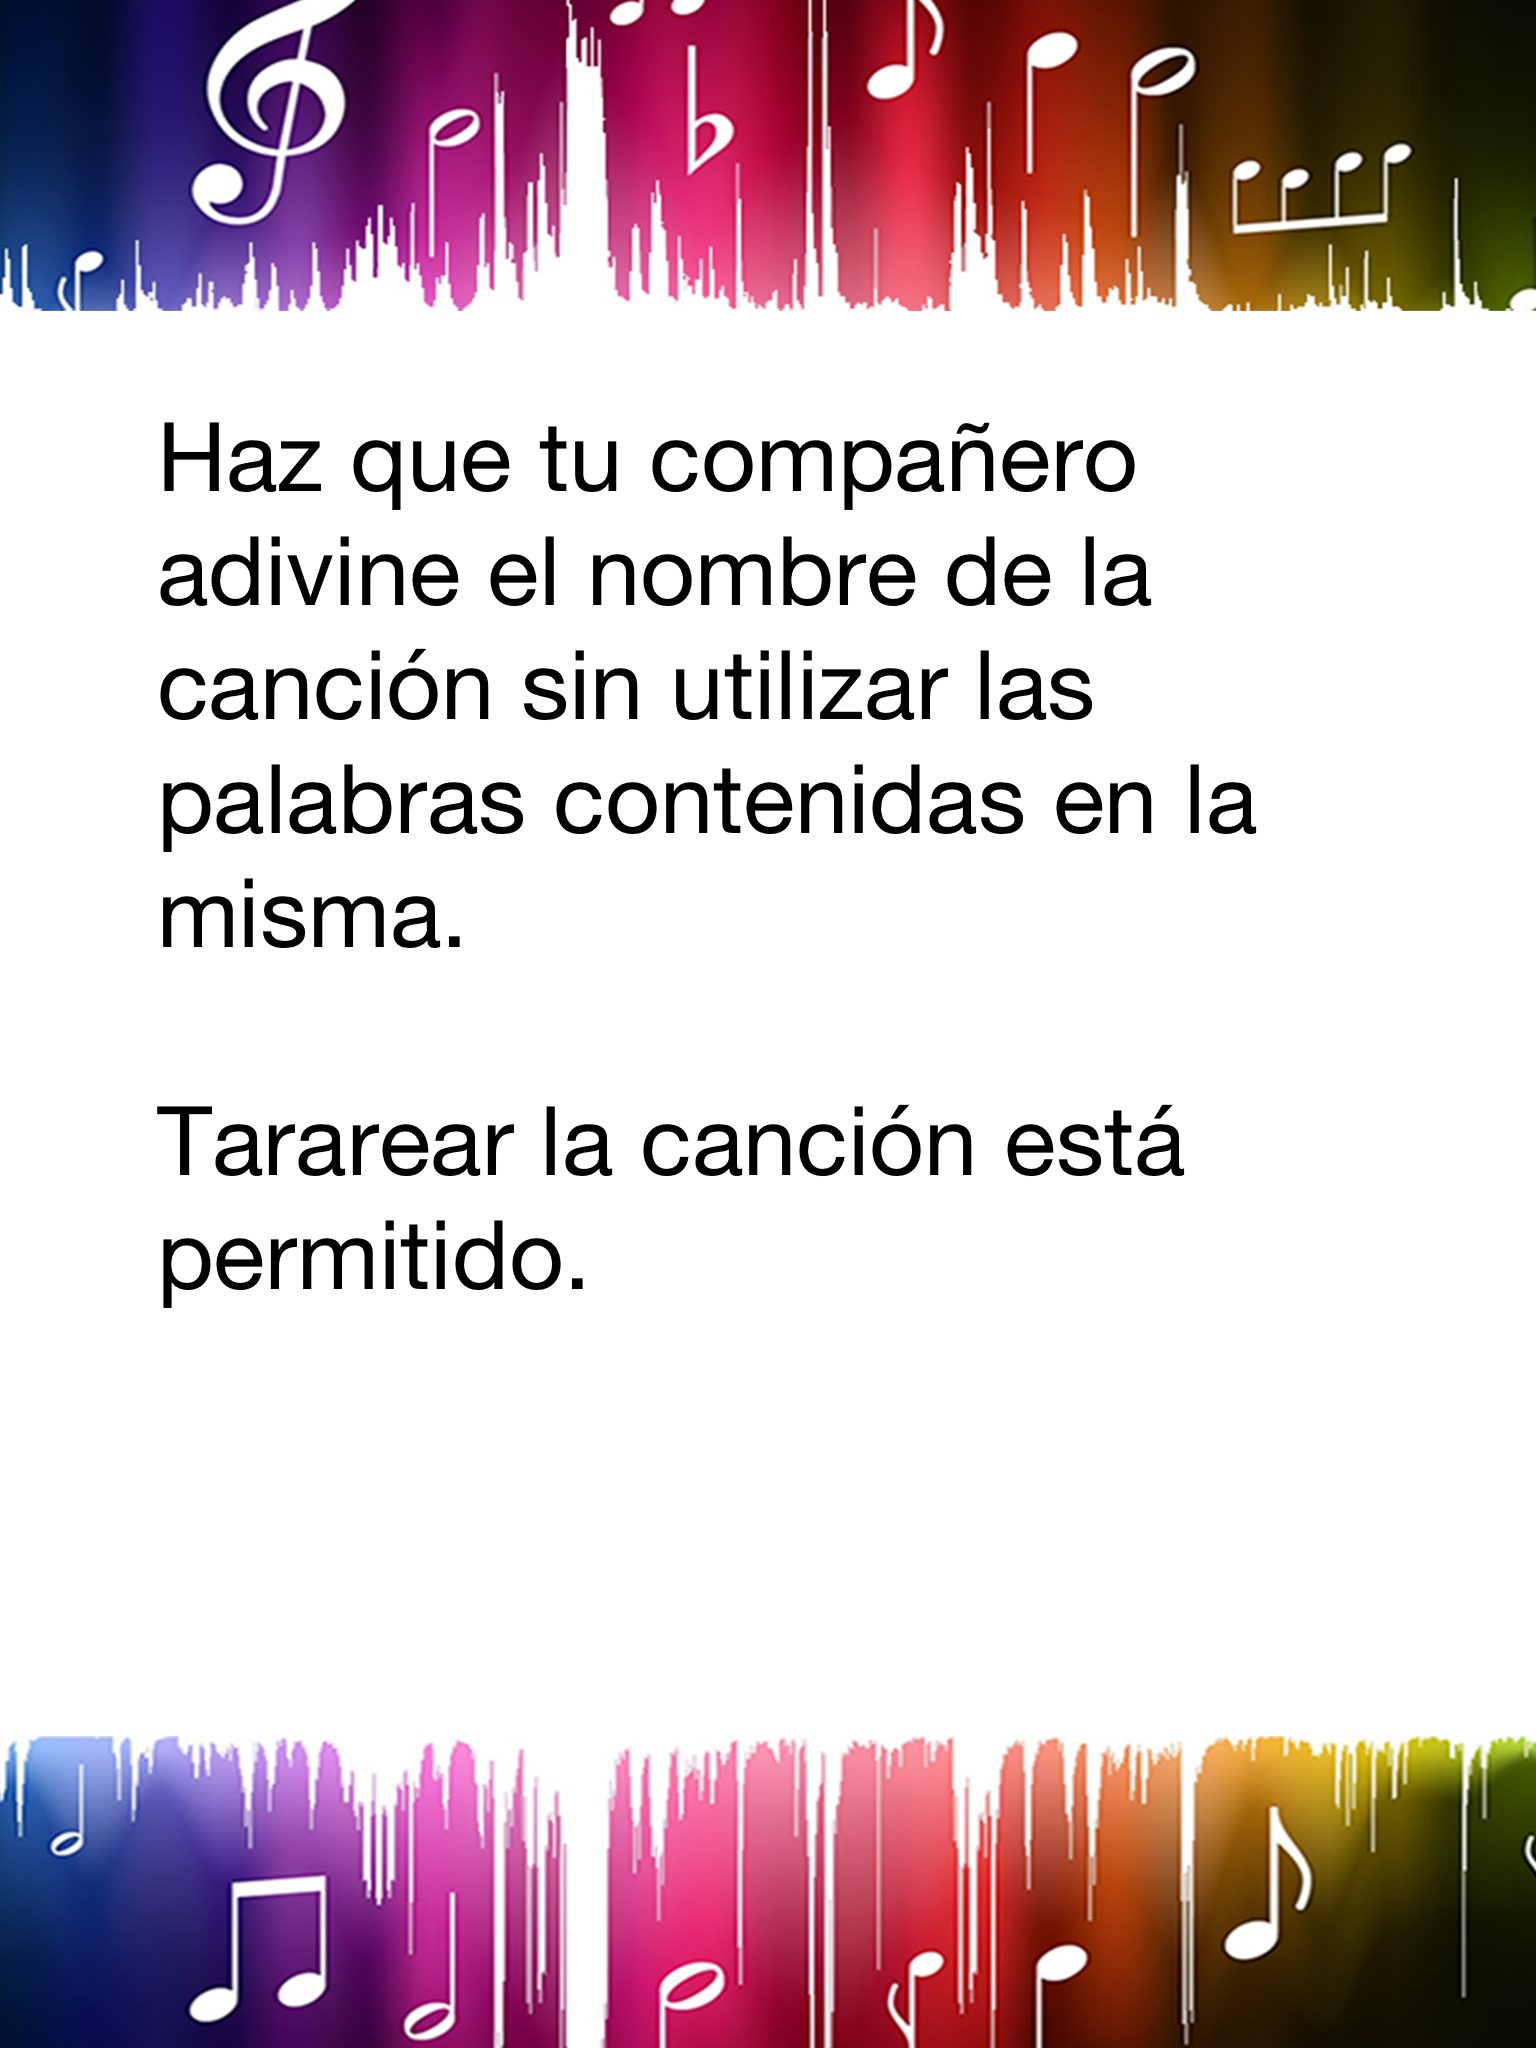 Haz que tu compañero
adivine el nombre de la
canción sin utilizar las
palabras contenidas en la
misma.
Tararear la canción está
permitido.